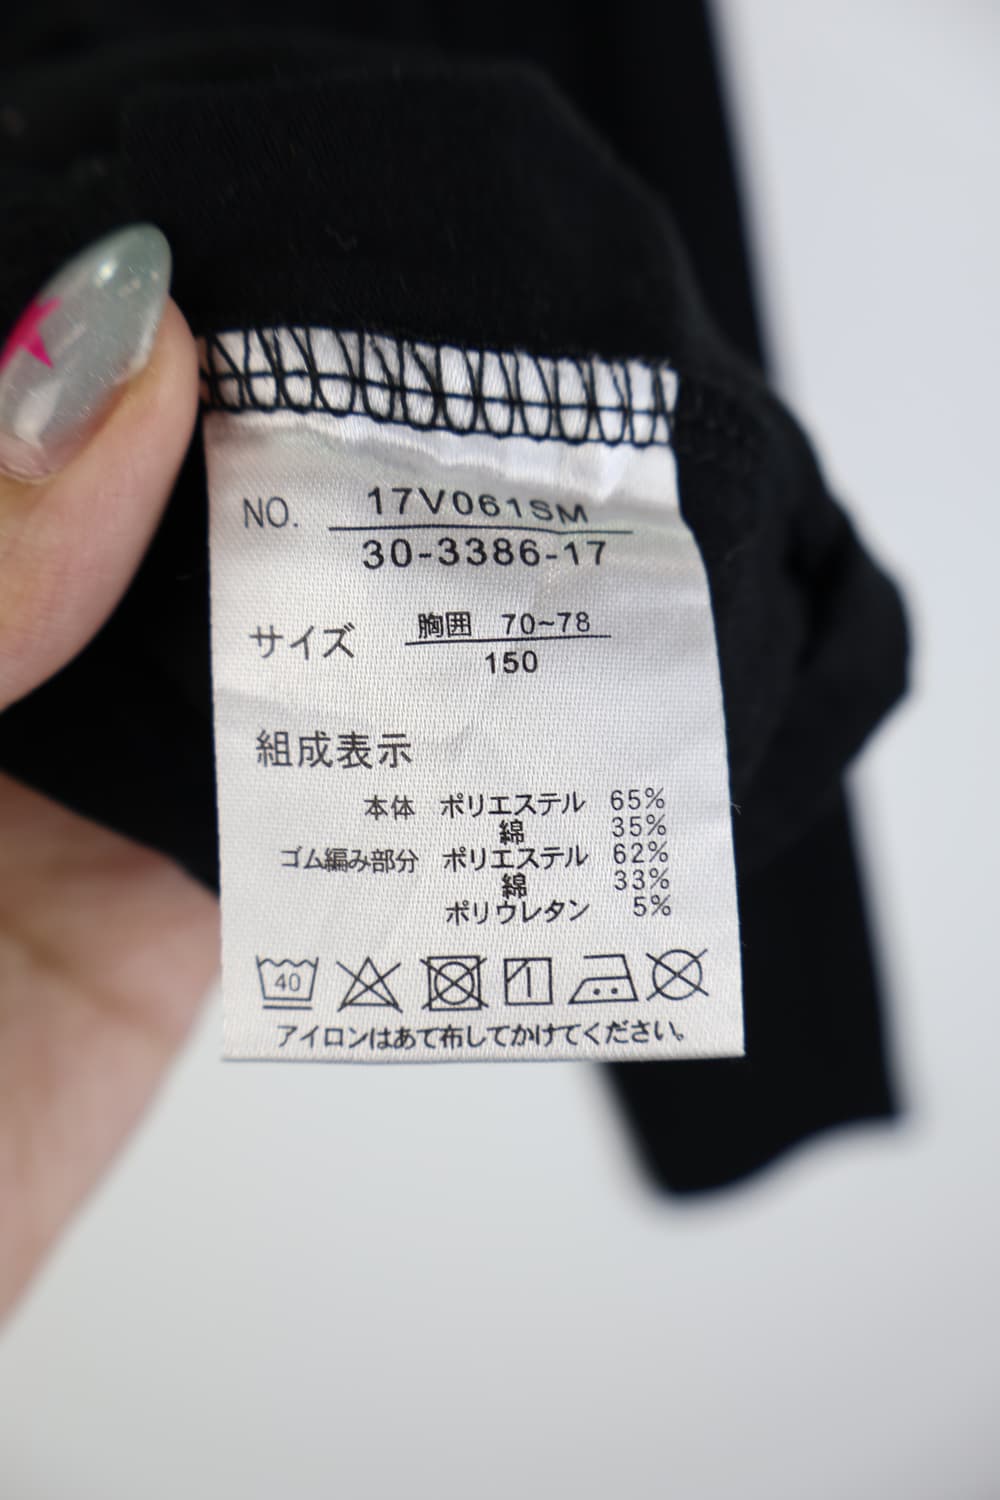 NO. 17V061SM
30-3386-17
サイズ 胸囲 70~78
150
組成表示
本体 ポリエステル 65%
綿 35%
ゴム編み部分 ポリエステル 62%
綿 33%
ポリウレタン 5%
40
アイロンはあて布してかけてください。